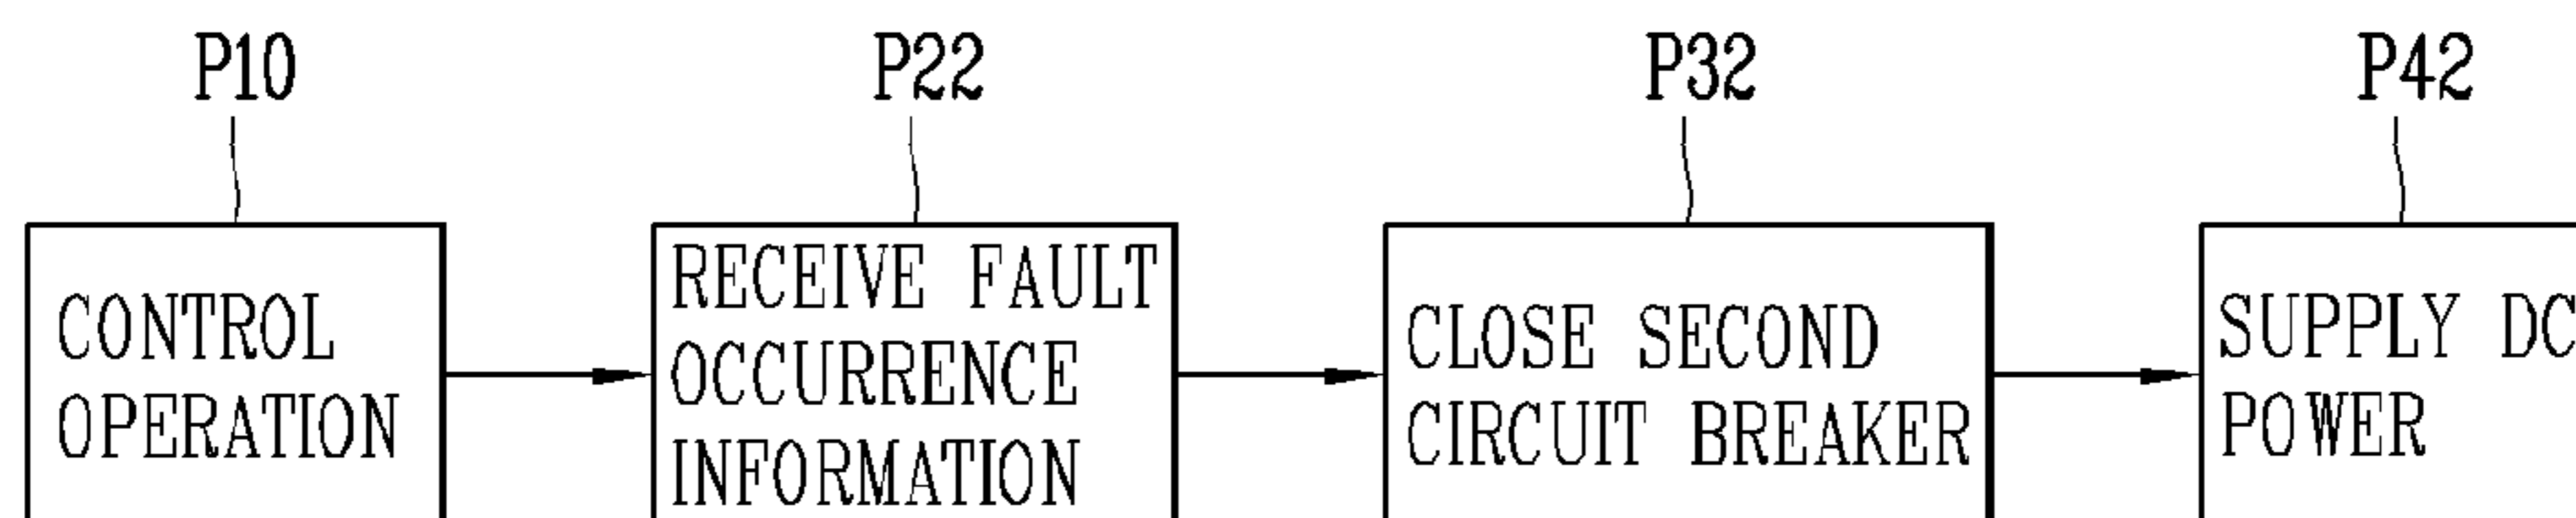 P10
P22
P32
P42
CONTROL
OPERATION
RECEIVE FAULT
OCCURRENCE
INFORMATION
CLOSE SECOND
CIRCUIT BREAKER
SUPPLY DC
POWER